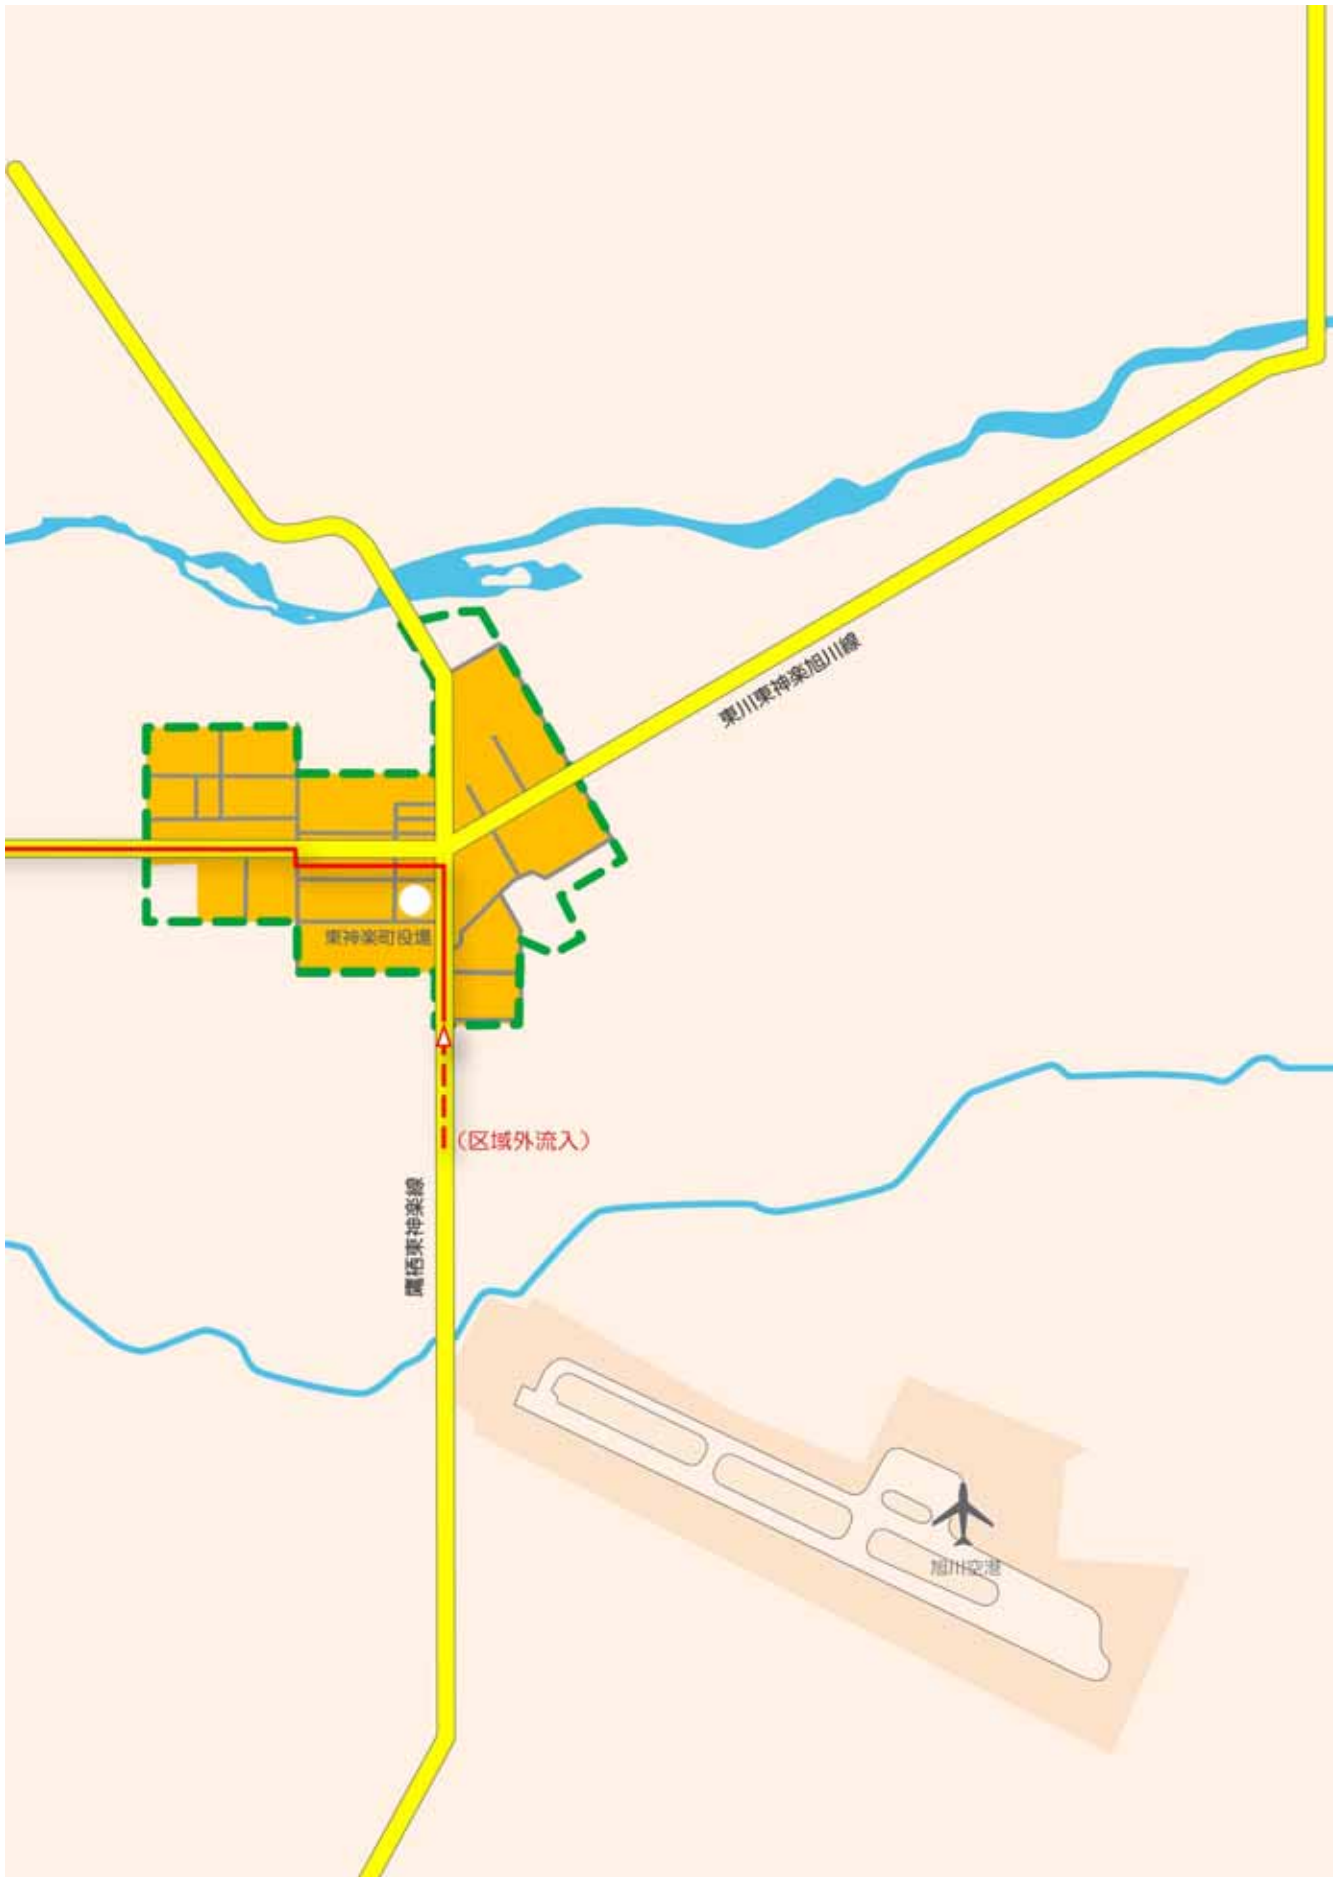 東川東神楽旭川線
東神楽町役場
（区域外流入）
鷹栖東神楽線
旭川空港